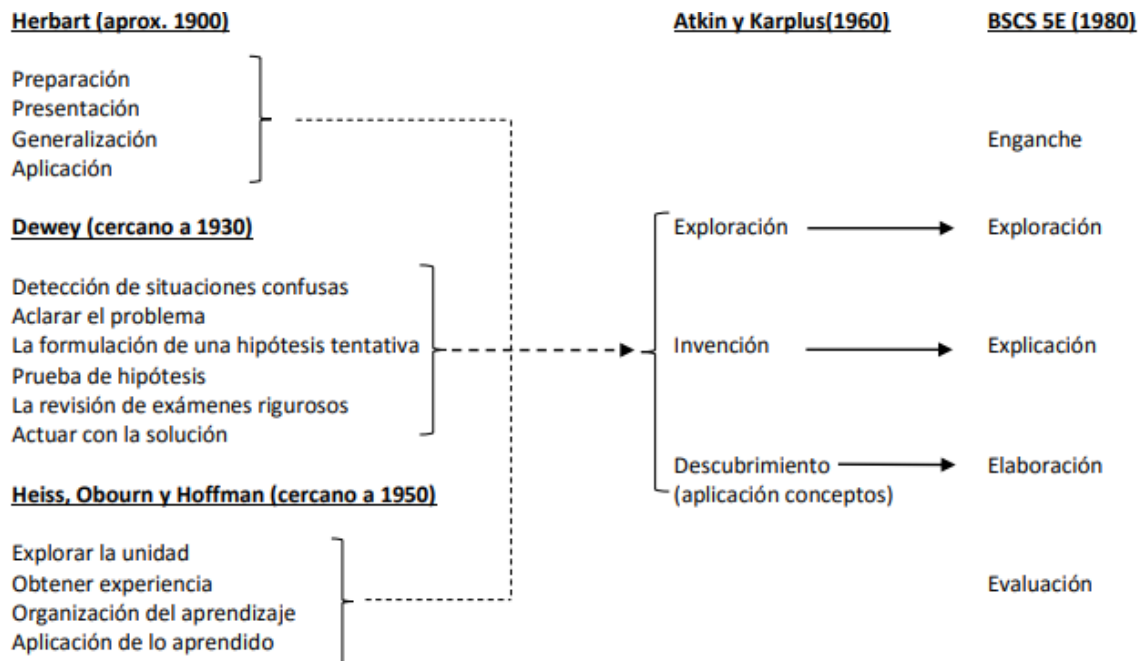 Herbart (aprox. 1900)
Preparación
Presentación
Generalización
Aplicación
Dewey (cercano a 1930)
Detección de situaciones confusas
Aclarar el problema
La formulación de una hipótesis tentativa
Prueba de hipótesis
La revisión de exámenes rigurosos
Actuar con la solución
Heiss, Obourn y Hoffman (cercano a 1950)
Explorar la unidad
Obtener experiencia
Organización del aprendizaje
Aplicación de lo aprendido
Atkin y Karplus(1960)
Exploración
Invención
Descubrimiento
(aplicación conceptos)
BSCS 5E (1980)
Enganche
Exploración
Explicación
Elaboración
Evaluación